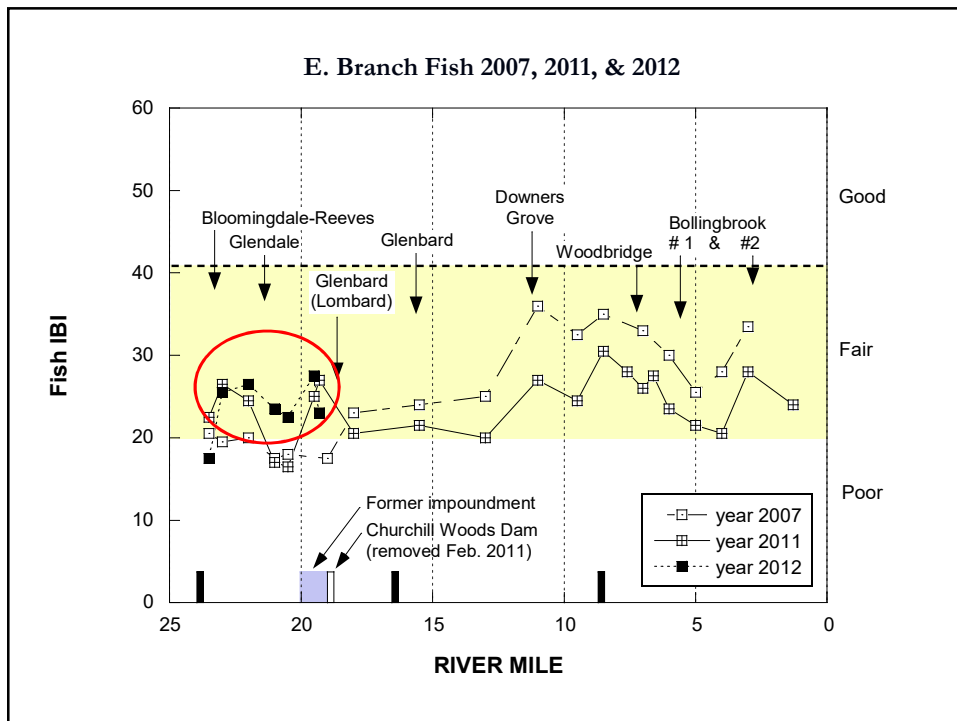 E. Branch Fish 2007, 2011, & 2012
60
50
40
30
20
10
0
Fish IBI
Good
Fair
Poor
Bloomingdale-Reeves
Glendale
Glenbard
(Lombard)
Glenbard
Downers
Grove
Woodbridge
Bollingbrook
# 1 & #2
Former impoundment
Churchill Woods Dam
(removed Feb. 2011)
year 2007
year 2011
year 2012
25 20 15 10 5 0
RIVER MILE